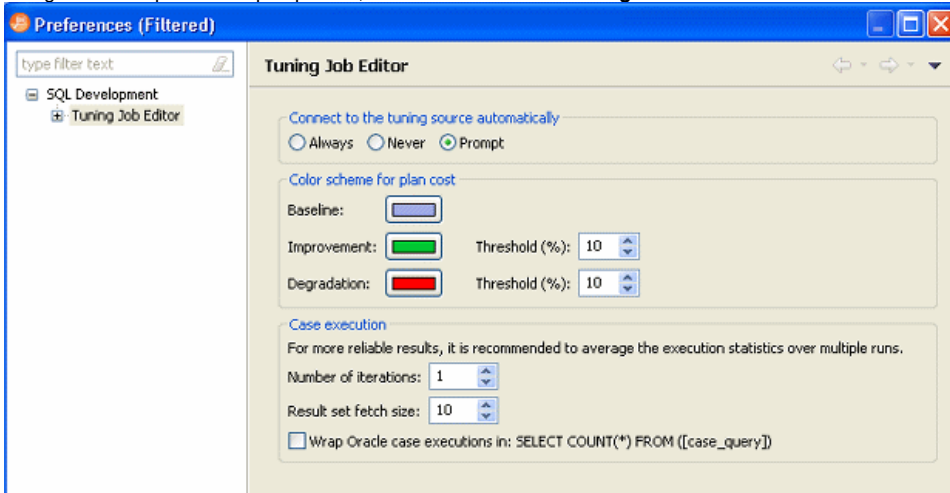 Preferences (Filtered)
type filter text
SQL Development
Tuning Job Editor
Tuning Job Editor
Connect to the tuning source automatically
Always Never Prompt
Color scheme for plan cost
Baseline:
Improvement: Threshold (%): 10
Degradation: Threshold (%): 10
Case execution
For more reliable results, it is recommended to average the execution statistics over multiple runs.
Number of iterations: 1
Result set fetch size: 10
Wrap Oracle case executions in: SELECT COUNT(*) FROM ([case_query])